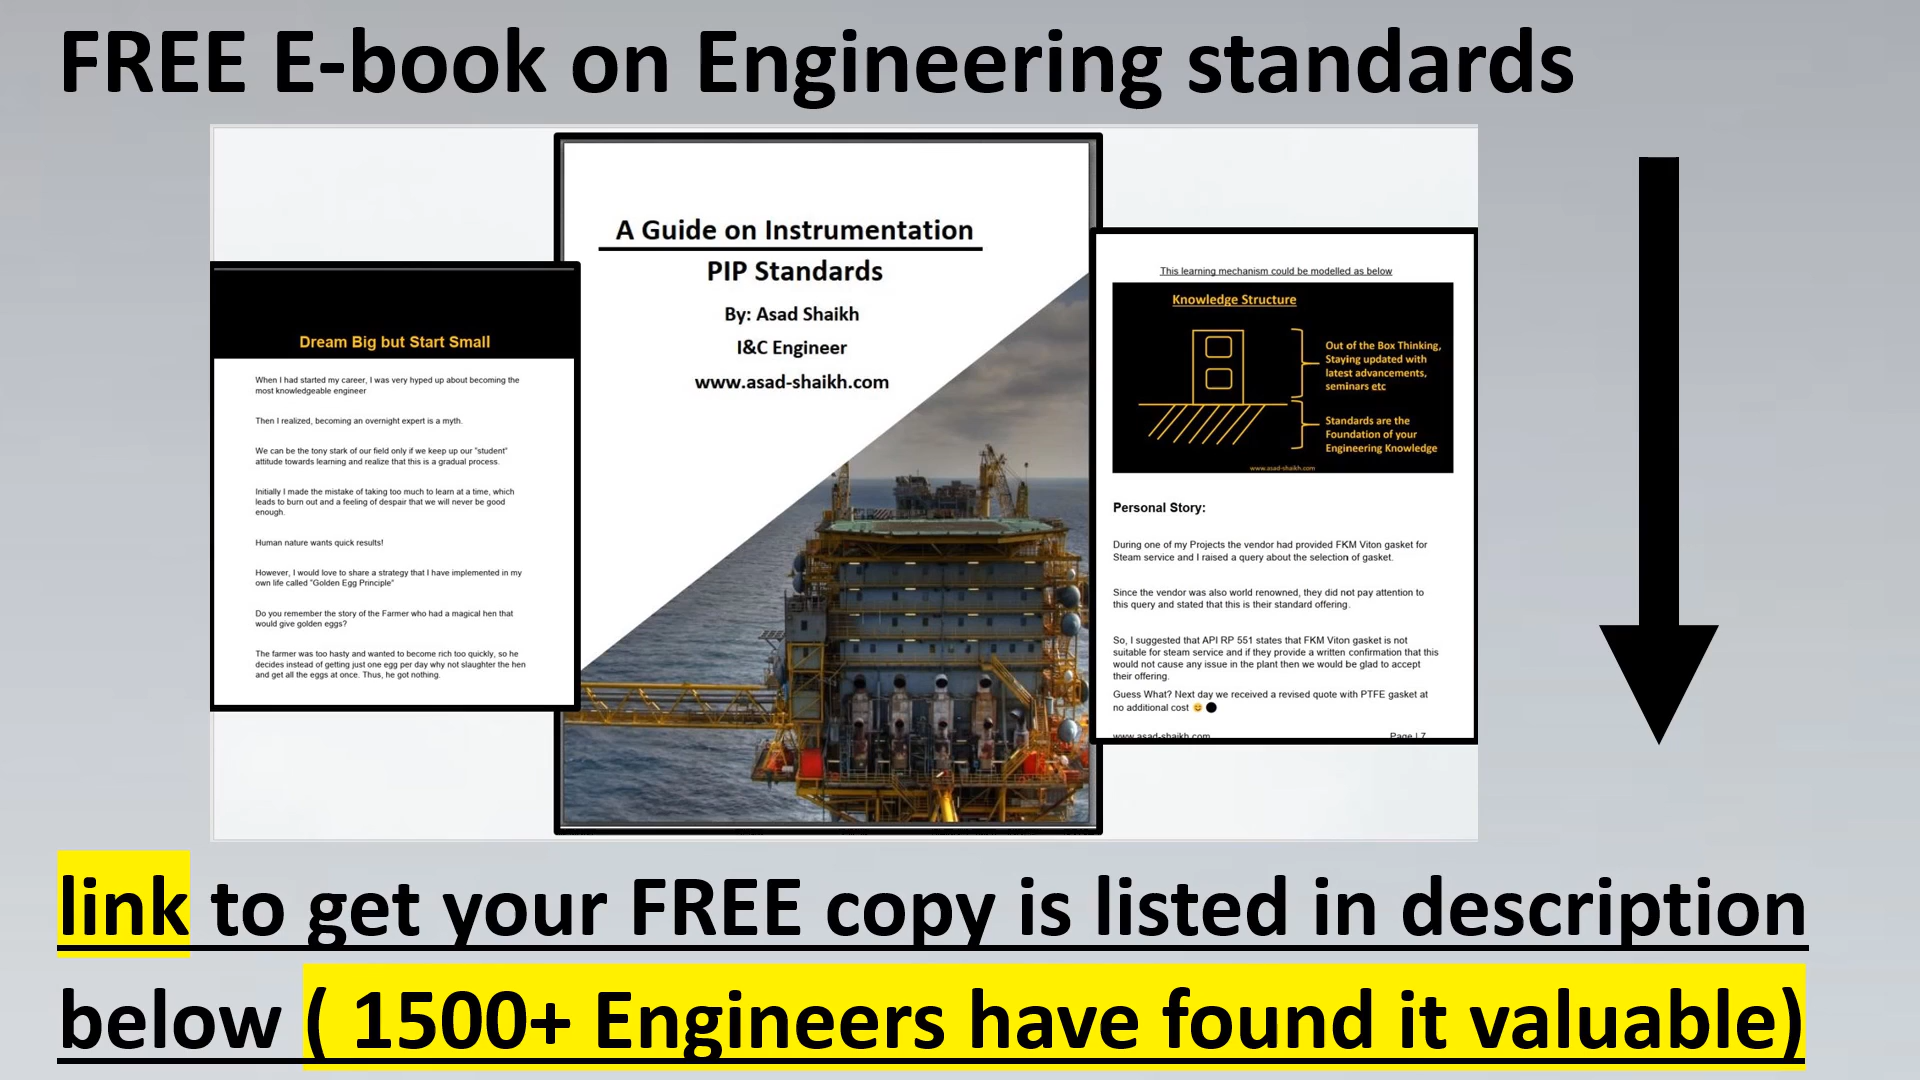 FREE E-book on Engineering standards
Dream Big but Start Small
When I had started my career, I was very hyped up about becoming the
most knowledgeable engineer
Then I realized, becoming an overnight expert is a myth.
We can be the tony stark of our field only if we keep up our "student"
attitude towards learning and realize that this is a gradual process.
Initially I made the mistake of taking too much to learn at a time, which
leads to burn out and a feeling of despair that we will never be good
enough.
Human nature wants quick results!
However, I would love to share a strategy that I have implemented in my
own life called "Golden Egg Principle"
Do you remember the story of the Farmer who had a magical hen that
would give golden eggs?
The farmer was too hasty and wanted to become rich too quickly, so he
decides instead of getting just one egg per day why not slaughter the hen
and get all the eggs at once. Thus, he got nothing.
A Guide on Instrumentation
PIP Standards
By: Asad Shaikh
I&C Engineer
www.asad-shaikh.com
This learning mechanism could be modelled as below
Knowledge Structure
Out of the Box Thinking,
Staying updated with
latest advancements,
seminars etc
Standards are the
Foundation of your
Engineering Knowledge
www.asad-shaikh.com
Personal Story:
During one of my Projects the vendor had provided FKM Viton gasket for
Steam service and I raised a query about the selection of gasket.
Since the vendor was also world renowned, they did not pay attention to
this query and stated that this is their standard offering.
So, I suggested that API RP 551 states that FKM Viton gasket is not
suitable for steam service and if they provide a written confirmation that this
would not cause any issue in the plant then we would be glad to accept
their offering.
Guess What? Next day we received a revised quote with PTFE gasket at
no additional cost 😀
www.asad-shaikh.com Page | 7
link to get your FREE copy is listed in description
below ( 1500+ Engineers have found it valuable)